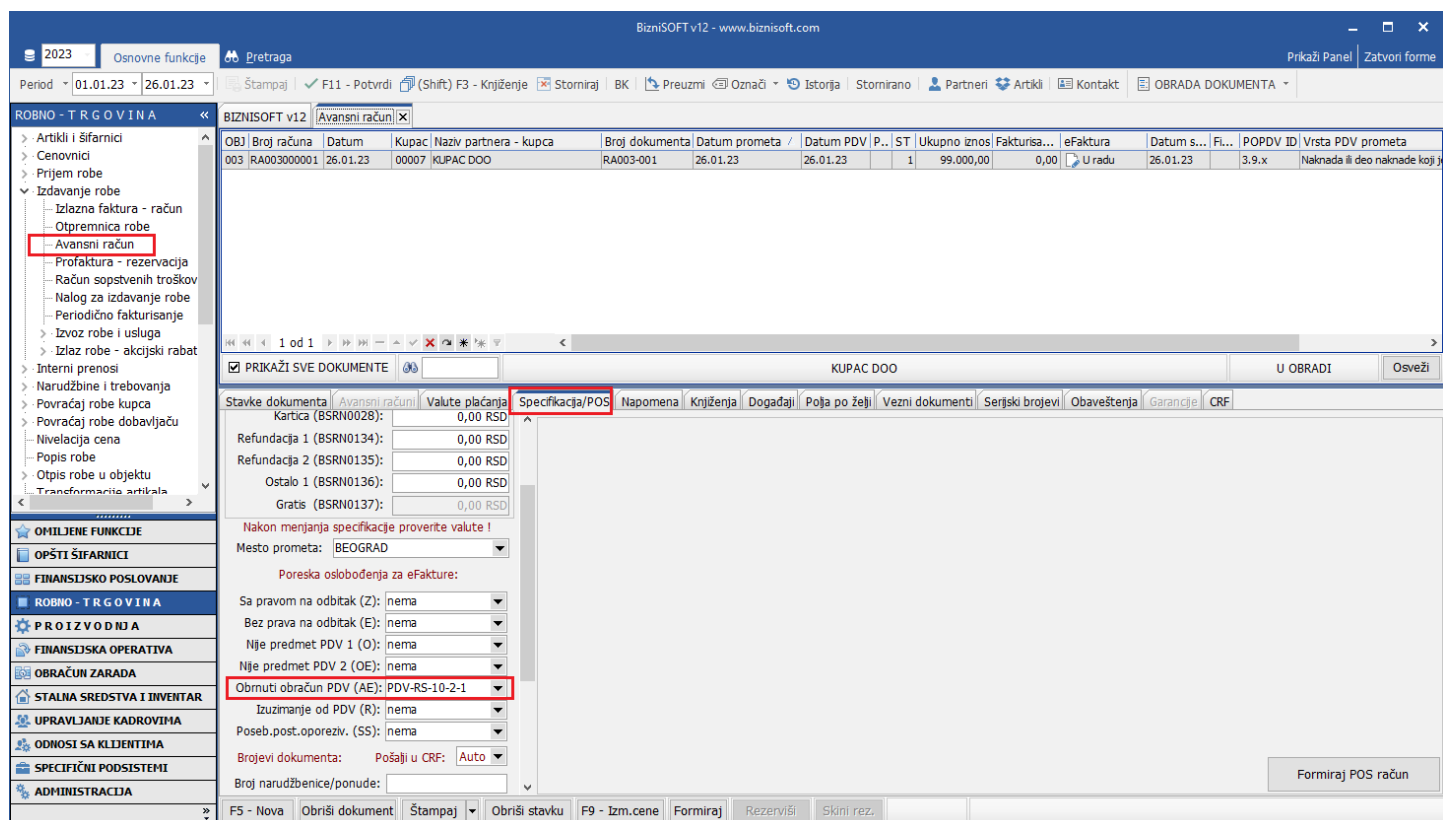 BizniSOFT v12 - www.biznisoft.com
2023 Osnovne funkcije Pretraga Prikaži Panel Zatvori forme
Period 01.01.23 26.01.23 Štampaj F11 - Potvrdi (Shift) F3 - Knjiženje Storniraj BK Preuzmi Označi Istorija Stornirano Partneri Artikli Kontakt OBRADA DOKUMENTA
ROBNO - T R G O V I N A «
Artikli i šifarnici
Cenovnici
Prijem robe
Izdavanje robe
Izlazna faktura - račun
Otpremnica robe
Avansni račun
Profaktura - rezervacija
Račun sopstvenih troškov
Nalog za izdavanje robe
Periodično fakturisanje
Izvoz robe i usluga
Izlaz robe - akcijski rabat
Interni prenosi
Narudžbine i trebovanja
Povraćaj robe kupca
Povraćaj robe dobavljaču
Nivelacija cena
Popis robe
Otpis robe u objektu
Transformacije artikala
OMILJENE FUNKCIJE
OPŠTI ŠIFARNICI
FINANSIJSKO POSLOVANJE
ROBNO - T R G O V I N A
P R O I Z V O D NJ A
FINANSIJSKA OPERATIVA
OBRAČUN ZARADA
STALNA SREDSTVA I INVENTAR
UPRAVLJANJE KADROVIMA
ODNOSI SA KLIJENTIMA
SPECIFIČNI PODSISTEMI
ADMINISTRACIJA
»
BIZNISOFT v12 Avansni račun
OBJ Broj računa Datum Kupac Naziv partnera - kupca Broj dokumenta Datum prometa Datum PDV P... ST Ukupno iznos Fakturisa... eFaktura Datum s... Fi... POPDV ID Vrsta PDV prometa
003 RA003000001 26.01.23 00007 KUPAC DOO RA003-001 26.01.23 26.01.23 1 99.000,00 0,00 U radu 26.01.23 3.9.x Naknada ili deo naknade koji je
1 od 1
PRIKAŽI SVE DOKUMENTE KUPAC DOO U OBRADI Osveži
Stavke dokumenta Avansni računi Valute plaćanja Specifikacija/POS Napomena Knjiženja Događaji Polja po želji Vezni dokumenti Serijski brojevi Obaveštenja Garancije CRF
Kartica (BSRN0028): 0,00 RSD
Refundacija 1 (BSRN0134): 0,00 RSD
Refundacija 2 (BSRN0135): 0,00 RSD
Ostalo 1 (BSRN0136): 0,00 RSD
Gratis (BSRN0137): 0,00 RSD
Nakon menjanja specifikacije proverite valute !
Mesto prometa: BEOGRAD
Poreska oslobođenja za eFakture:
Sa pravom na odbitak (Z): nema
Bez prava na odbitak (E): nema
Nije predmet PDV 1 (O): nema
Nije predmet PDV 2 (OE): nema
Obrnuti obračun PDV (AE): PDV-RS-10-2-1
Izuzimanje od PDV (R): nema
Poseb.post.oporeziv. (SS): nema
Brojevi dokumenta: Pošalji u CRF: Auto
Broj narudžbenice/ponude:
Formiraj POS račun
F5 - Nova Obriši dokument Štampaj Obriši stavku F9 - Izm.cene Formiraj Rezerviši Skini rez.